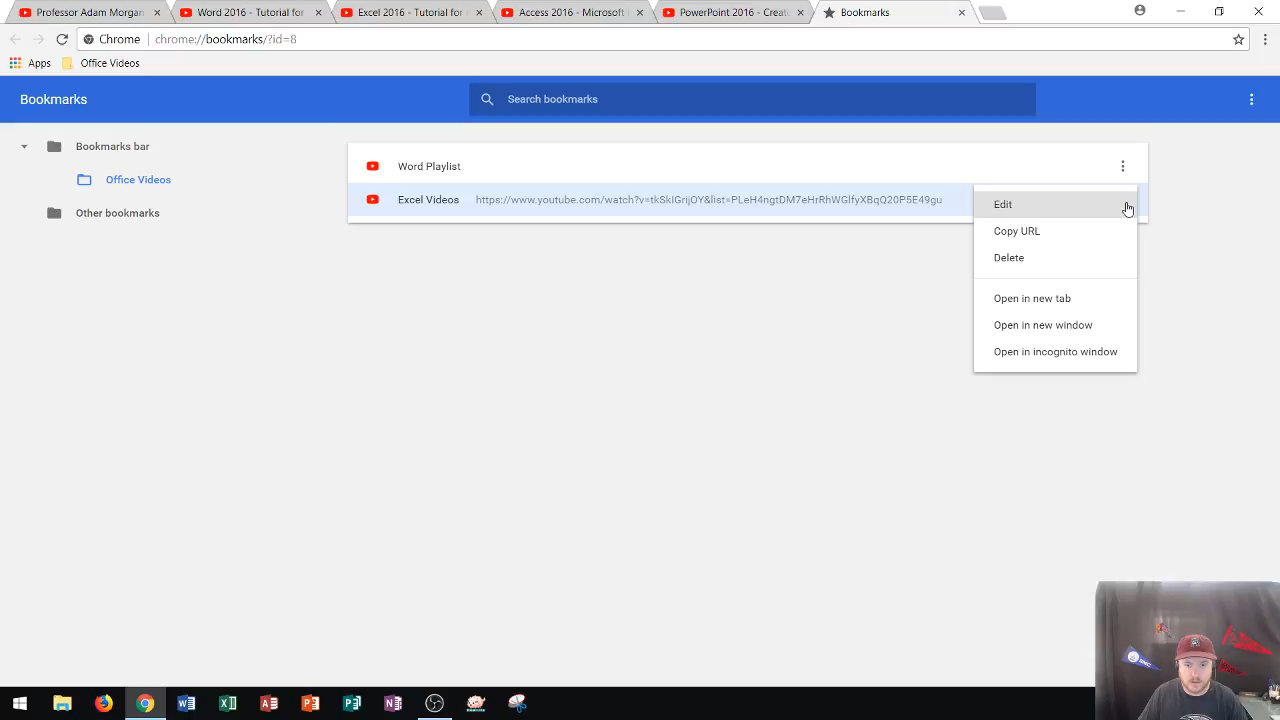 Professor Adam Morgan
Word 2016 - Tutorial for
Excel 2016 - Tutorial for
Access 2016 - Microsoft
PowerPoint 2016 - Create
Bookmarks
Chrome
chrome://bookmarks/?id=8
Apps
Office Videos
Bookmarks
Search bookmarks
Bookmarks bar
Office Videos
Other bookmarks
Word Playlist
Excel Videos https://www.youtube.com/watch?v=tkSkIGrijOY&list=PLeH4ngtDM7eHrRhWGlfyXBqQ20P5E49gu
Edit
Copy URL
Delete
Open in new tab
Open in new window
Open in incognito window